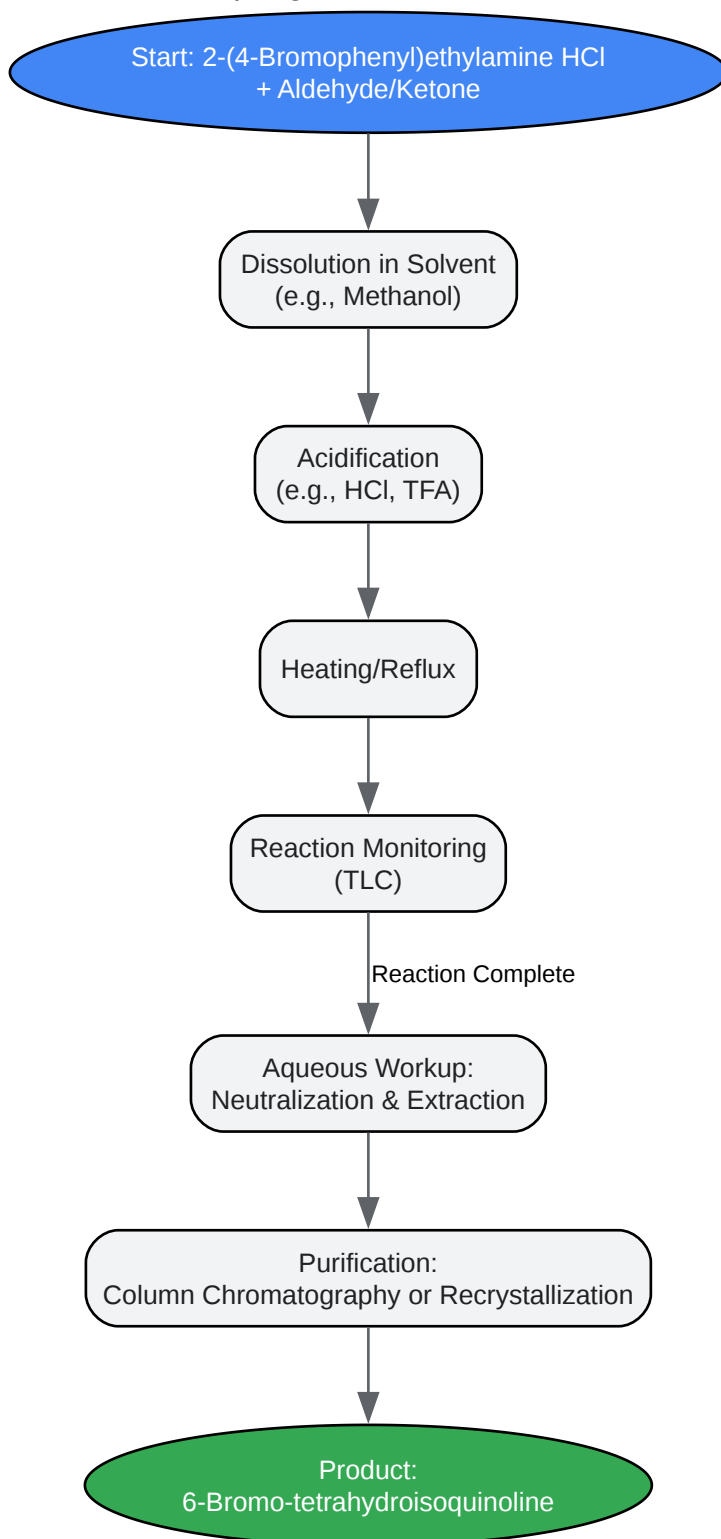 Start: 2-(4-Bromophenyl)ethylamine HCl
+ Aldehyde/Ketone
Dissolution in Solvent
(e.g., Methanol)
Acidification
(e.g., HCl, TFA)
Heating/Reflux
Reaction Monitoring
(TLC)
Reaction Complete
Aqueous Workup:
Neutralization & Extraction
Purification:
Column Chromatography or Recrystallization
Product:
6-Bromo-tetrahydroisoquinoline